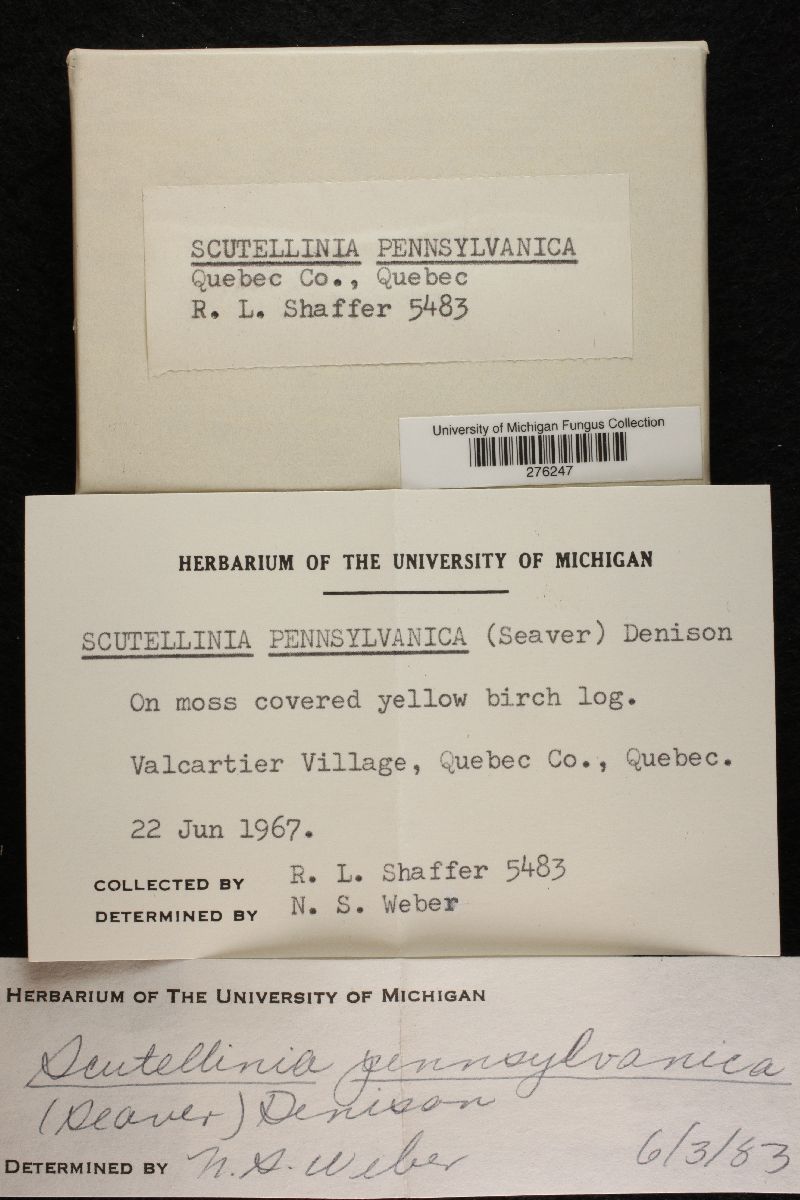 SCUTELLINIA PENNSYLVANICA
Quebec Co., Quebec
R. L. Shaffer 5483
University of Michigan Fungus Collection
276247
HERBARIUM OF THE UNIVERSITY OF MICHIGAN
SCUTELLINIA PENNSYLVANICA (Seaver) Denison
On moss covered yellow birch log.
Valcartier Village, Quebec Co., Quebec.
22 Jun 1967.
COLLECTED BY R. L. Shaffer 5483
DETERMINED BY N. S. Weber
HERBARIUM OF THE UNIVERSITY OF MICHIGAN
Scutellinia pennsylvanica
(Seaver) Denison
DETERMINED BY N. S. Weber 6/3/83